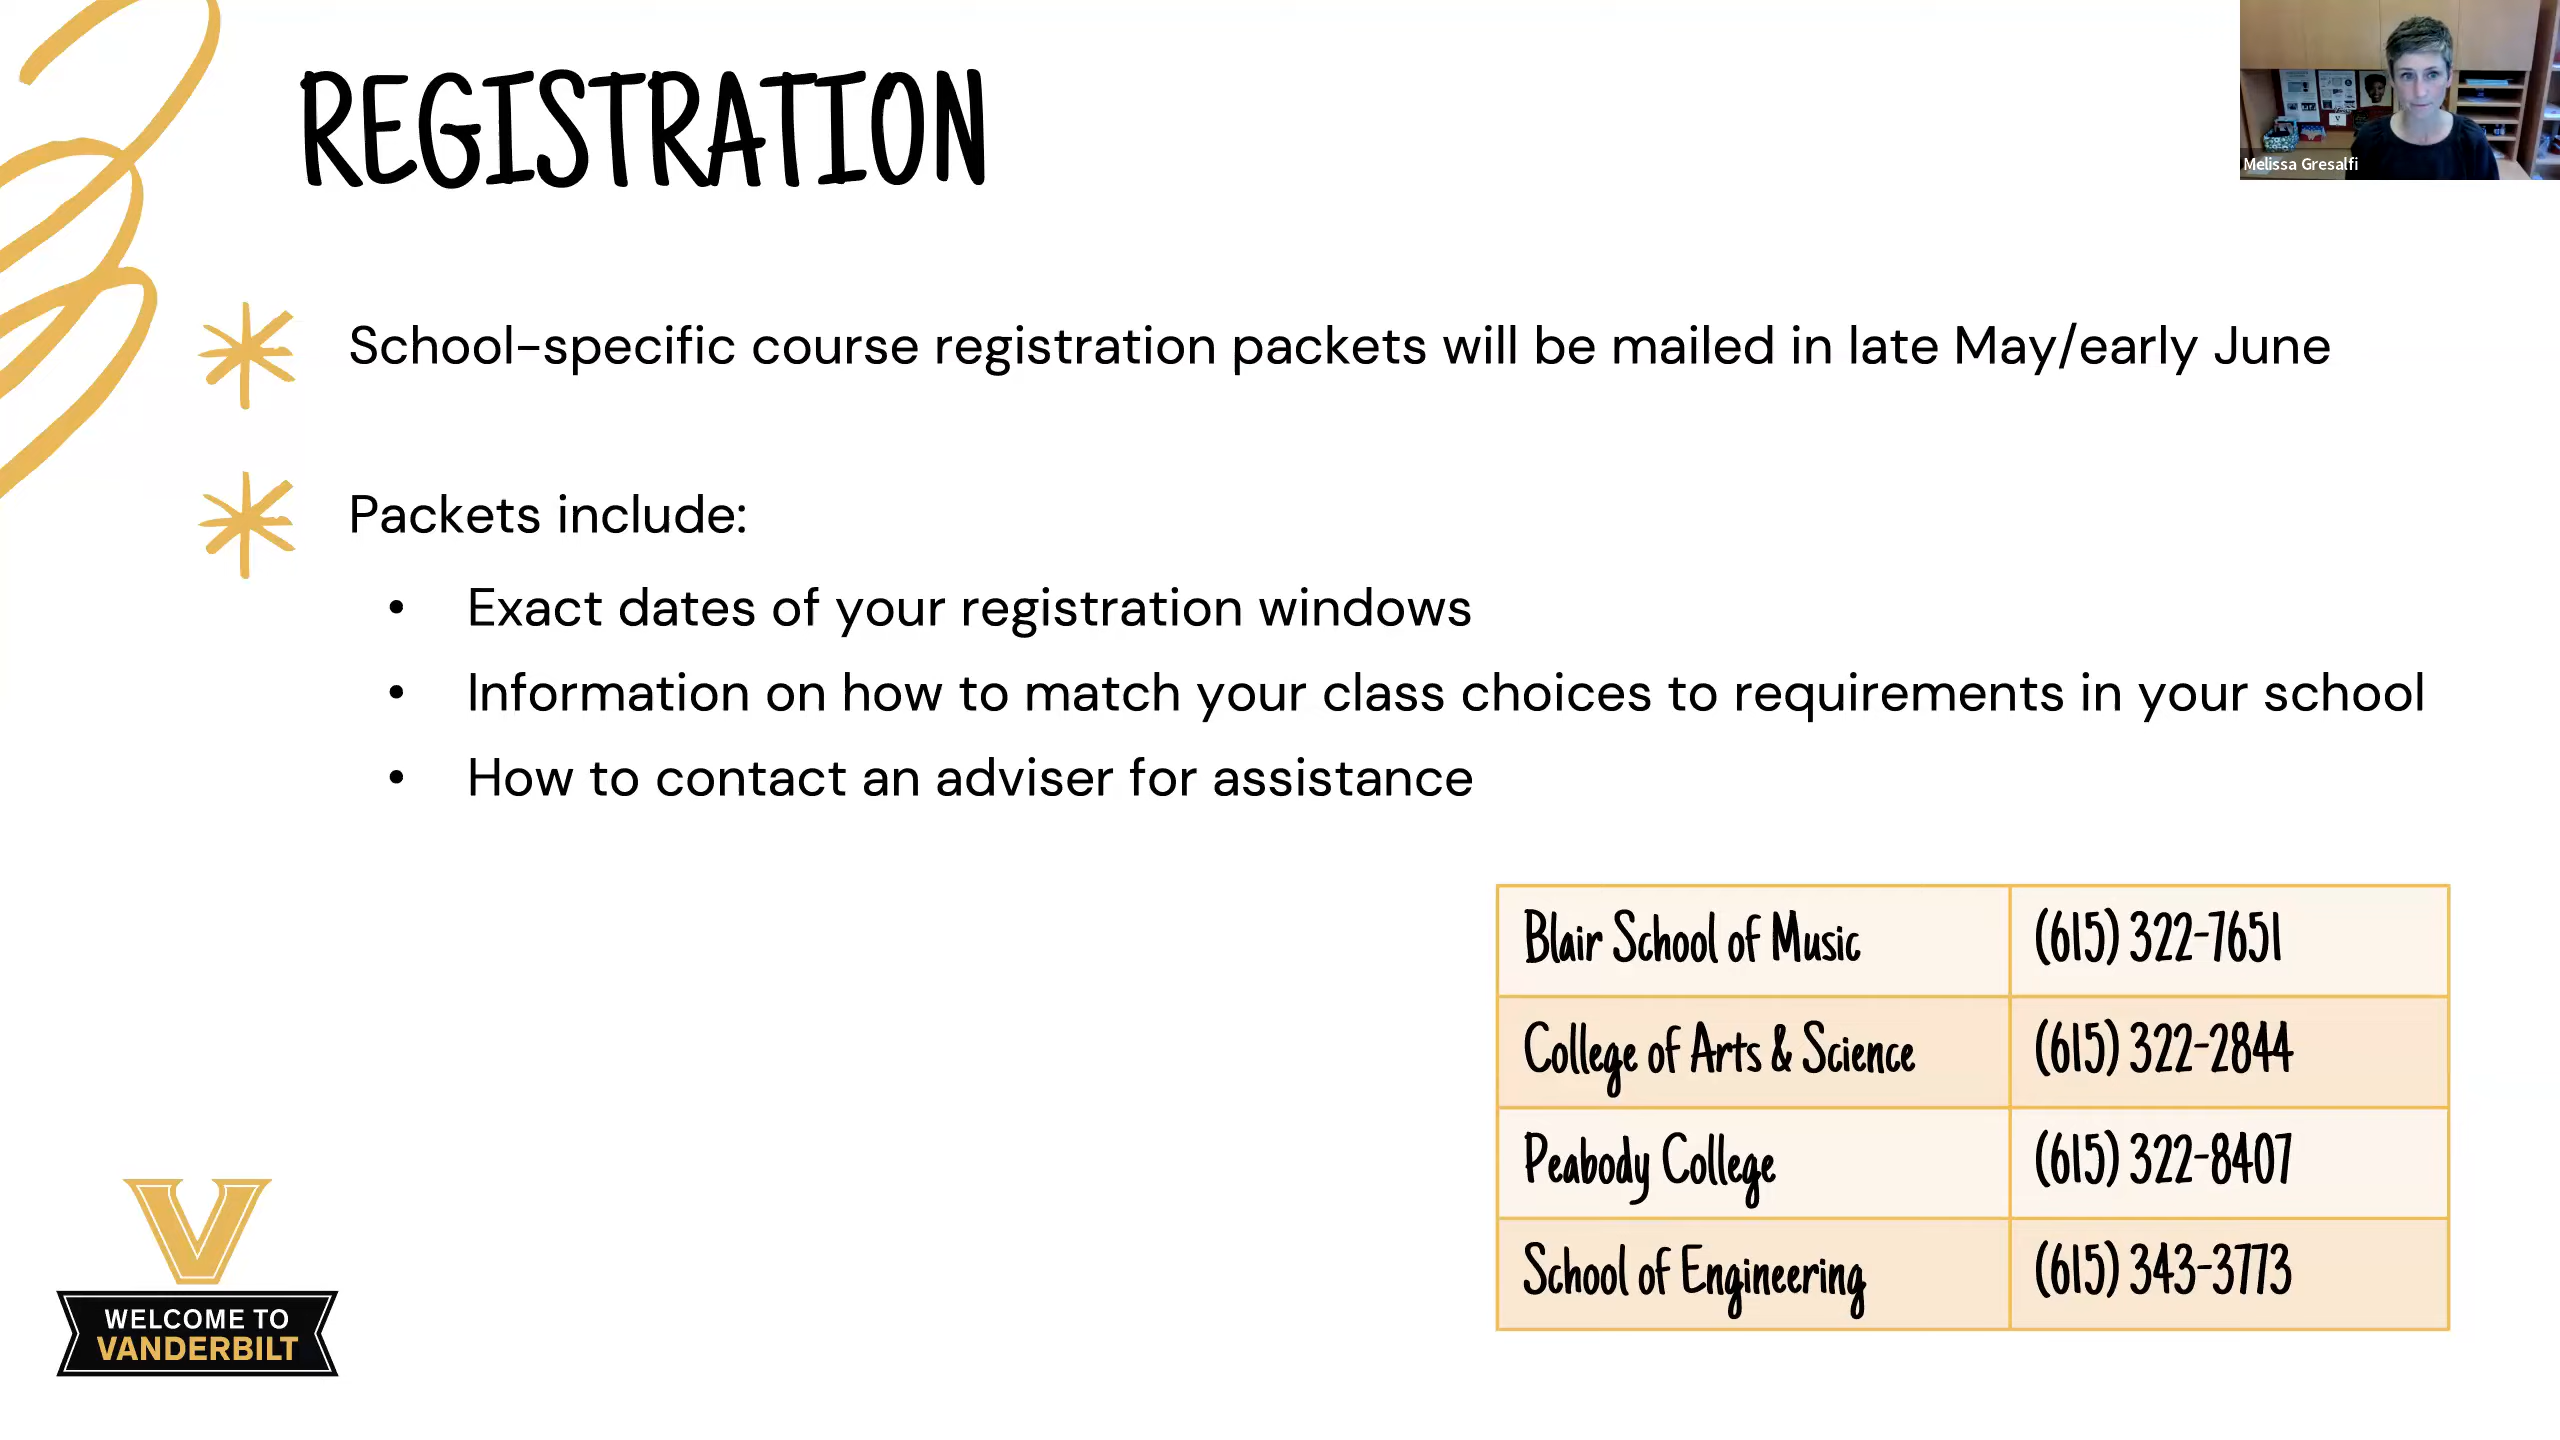 REGISTRATION
Melissa Gresalfi
School-specific course registration packets will be mailed in late May/early June
Packets include:
• Exact dates of your registration windows
• Information on how to match your class choices to requirements in your school
• How to contact an adviser for assistance
Blair School of Music (615) 322-7651
College of Arts & Science (615) 322-2844
Peabody College (615) 322-8407
School of Engineering (615) 343-3773
V
WELCOME TO
VANDERBILT